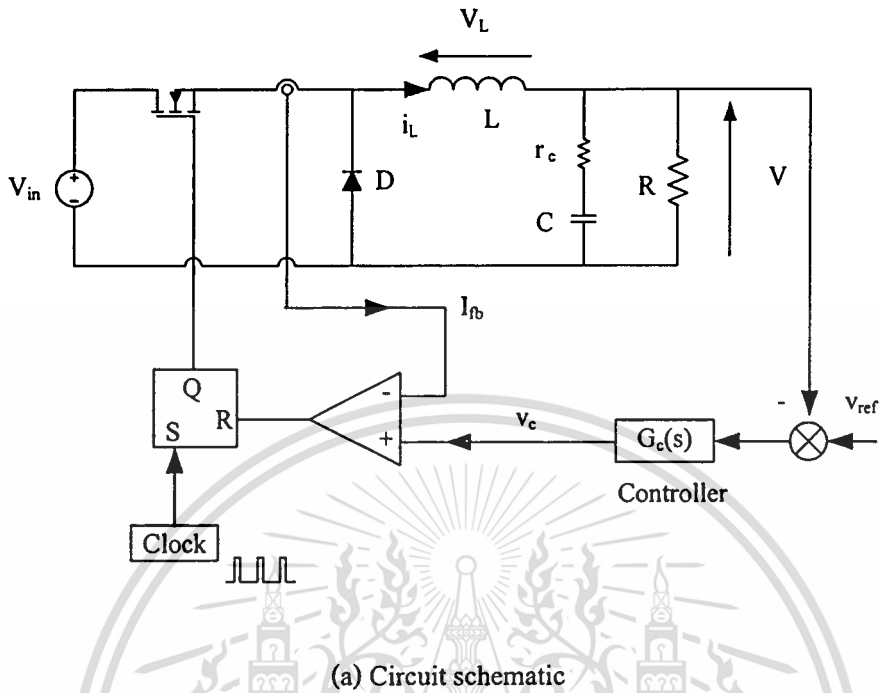 V_L
i_L
L
V_in
+
-
D
r_c
C
R
V
I_fb
Q
S
R
-
+
v_c
G_c(s)
-
v_ref
Controller
Clock
(a) Circuit schematic